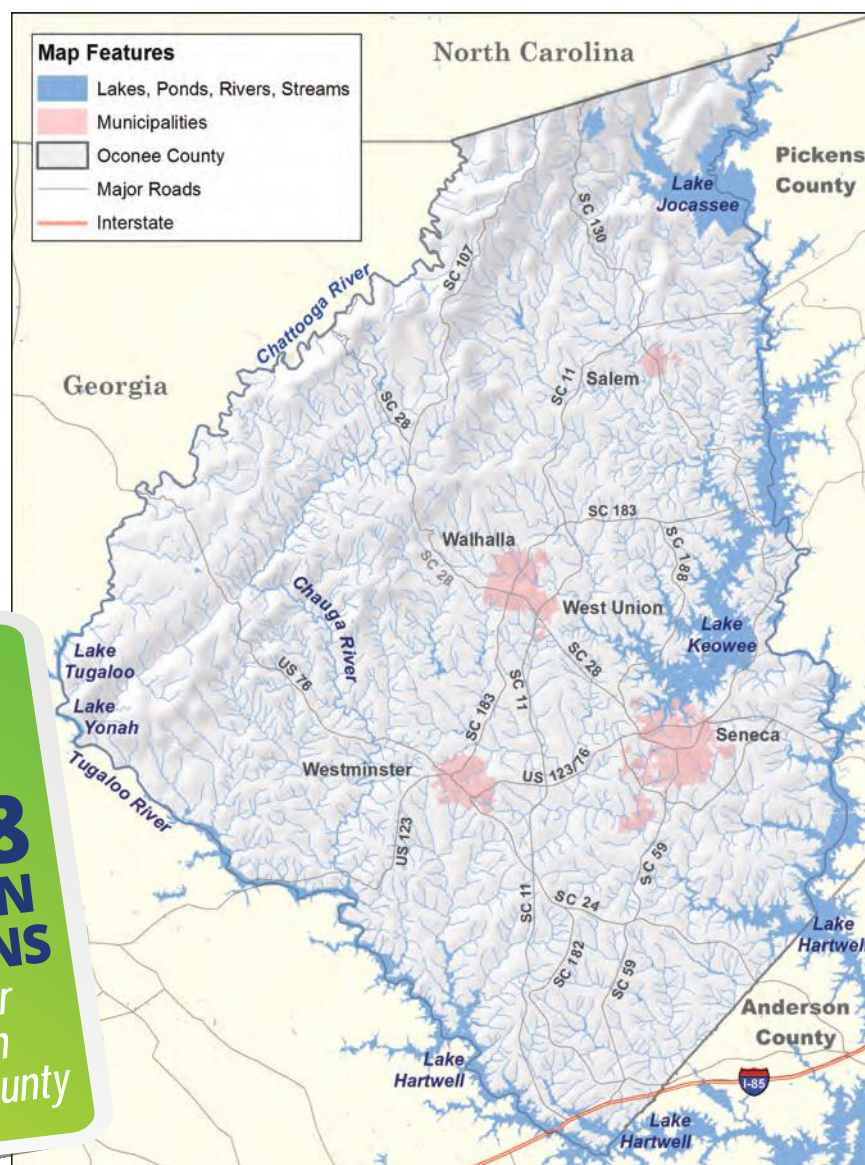 Map Features
Lakes, Ponds, Rivers, Streams
Municipalities
Oconee County
Major Roads
Interstate
North Carolina
Pickens
County
Lake
Jocassee
SC 130
SC 107
Chattooga River
Georgia
SC 28
SC 11
Salem
SC 183
Walhalla
SC 188
SC 28
West Union
Chauga River
Lake
Keowee
Lake
Tugaloo
SC 28
US 76
SC 11
Lake
Yonah
SC 183
Seneca
Westminster
US 123/76
Tugaloo River
US 123
SC 59
SC 11
SC 24
SC 182
SC 59
Lake
Hartwell
Anderson
County
Lake
Hartwell
I-85
Lake
Hartwell
8
N
NS
r
n
unty